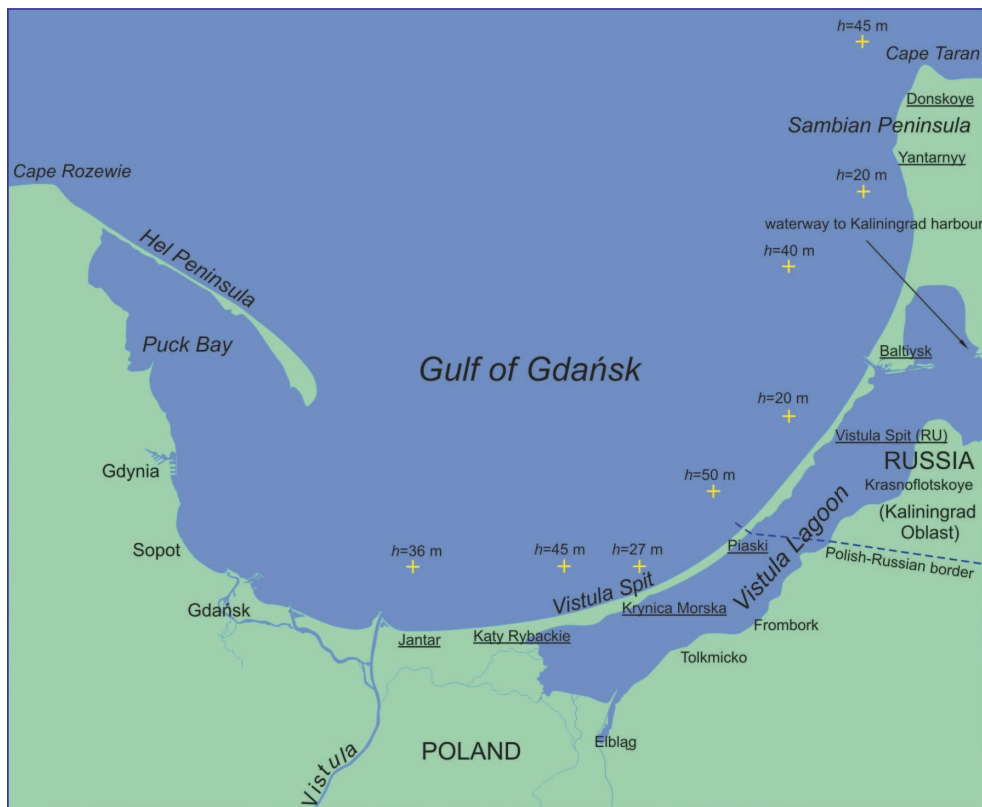 h=45 m
Cape Taran
Donskoye
Sambian Peninsula
Yantarnyy
Cape Rozewie
h=20 m
waterway to Kaliningrad harbour
Hel Peninsula
h=40 m
Puck Bay
Gulf of Gdańsk
Baltiysk
h=20 m
Vistula Spit (RU)
RUSSIA
Krasnoflotskoye
(Kaliningrad
Oblast)
Gdynia
h=50 m
Sopot
h=36 m
h=45 m
h=27 m
Piaski
Vistula Lagoon
Polish-Russian border
Vistula Spit
Gdańsk
Krynica Morska
Jantar
Kąty Rybackie
Frombork
Tolkmicko
Elbląg
POLAND
Vistula